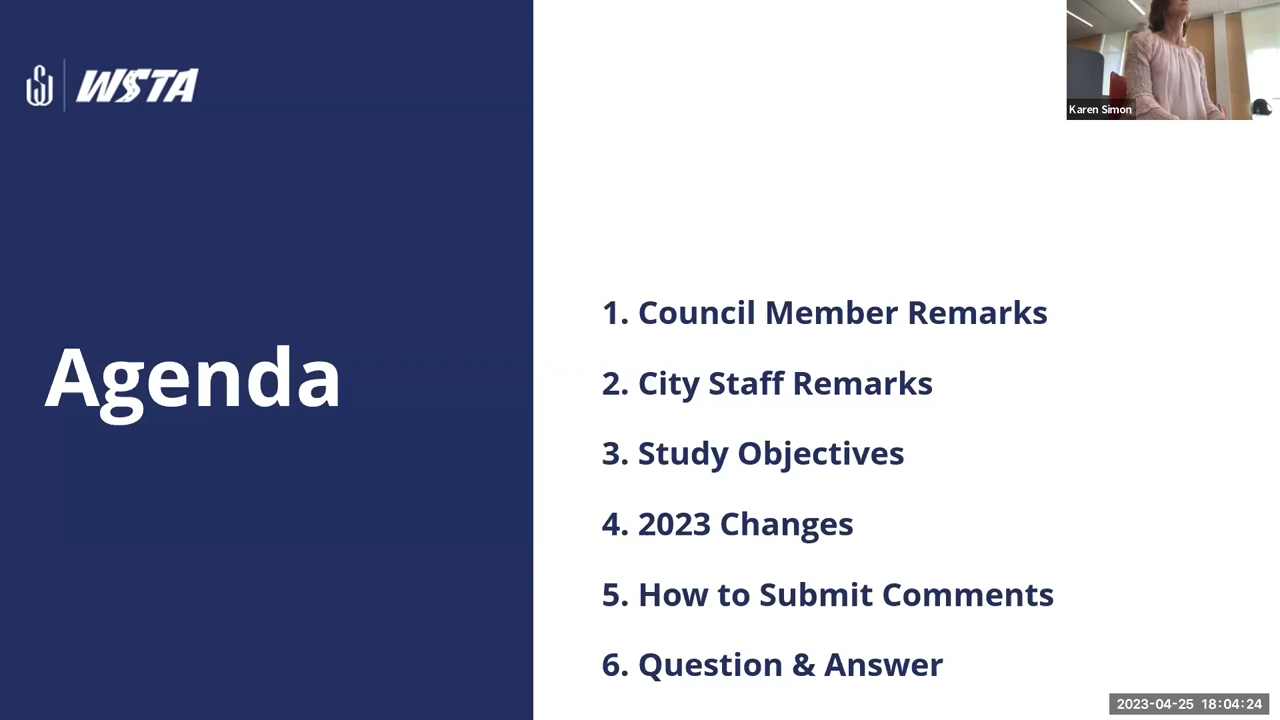 WSTA
Karen Simon
Agenda
1. Council Member Remarks
2. City Staff Remarks
3. Study Objectives
4. 2023 Changes
5. How to Submit Comments
6. Question & Answer
2023-04-25 18:04:24